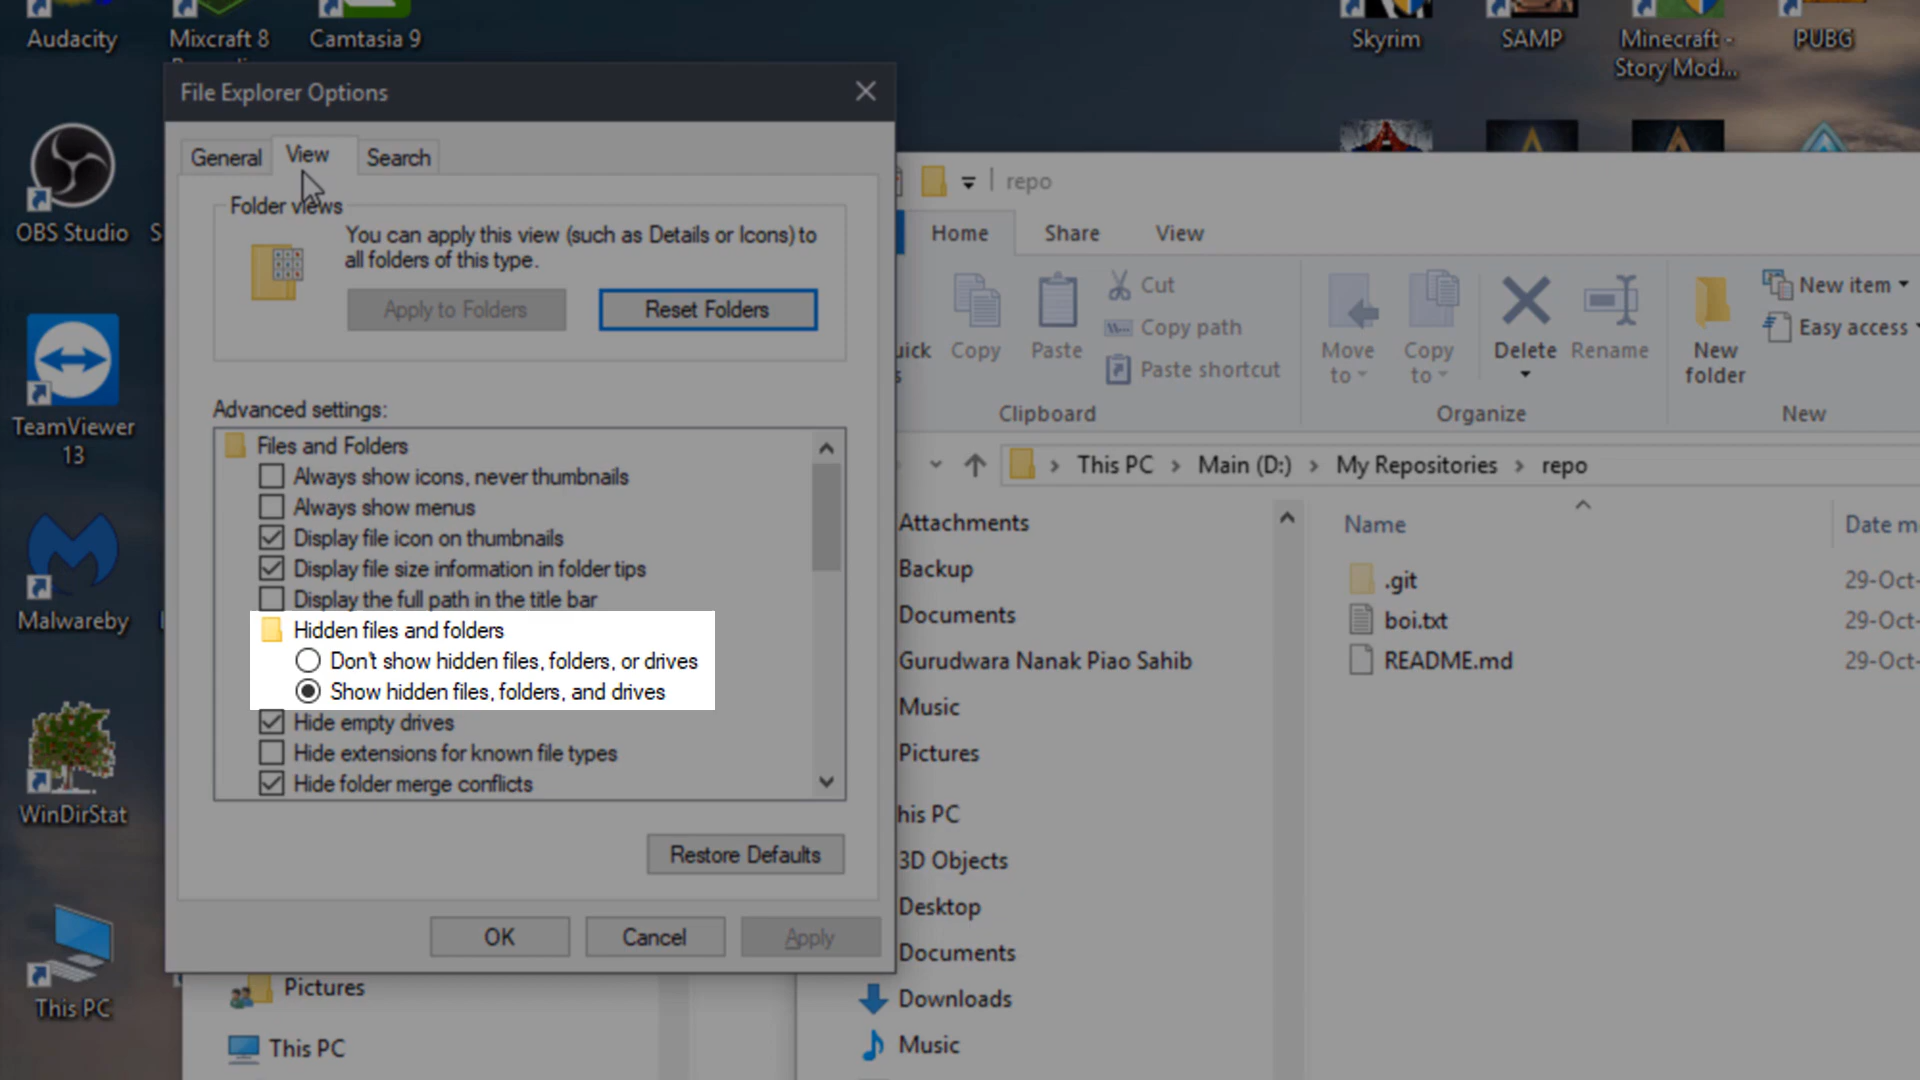 Audacity
Mixcraft 8
Camtasia 9
Skyrim
SAMP
Minecraft -
Story Mod...
PUBG
OBS Studio
S
TeamViewer
13
Malwareby
WinDirStat
This PC
File Explorer Options
General
View
Search
Folder views
You can apply this view (such as Details or Icons) to
all folders of this type.
Apply to Folders
Reset Folders
Advanced settings:
Files and Folders
Always show icons, never thumbnails
Always show menus
Display file icon on thumbnails
Display file size information in folder tips
Display the full path in the title bar
Hidden files and folders
Don't show hidden files, folders, or drives
Show hidden files, folders, and drives
Hide empty drives
Hide extensions for known file types
Hide folder merge conflicts
Restore Defaults
OK
Cancel
Apply
Pictures
This PC
repo
Home
Share
View
uick
s
Copy
Paste
Cut
Copy path
Paste shortcut
Clipboard
Move
to
Copy
to
Delete
Rename
Organize
New
folder
New item
Easy access
New
This PC > Main (D:) > My Repositories > repo
Attachments
Backup
Documents
Gurudwara Nanak Piao Sahib
Music
Pictures
his PC
3D Objects
Desktop
Documents
Downloads
Music
Name
Date m
.git
29-Oct-
boi.txt
29-Oct-
README.md
29-Oct-